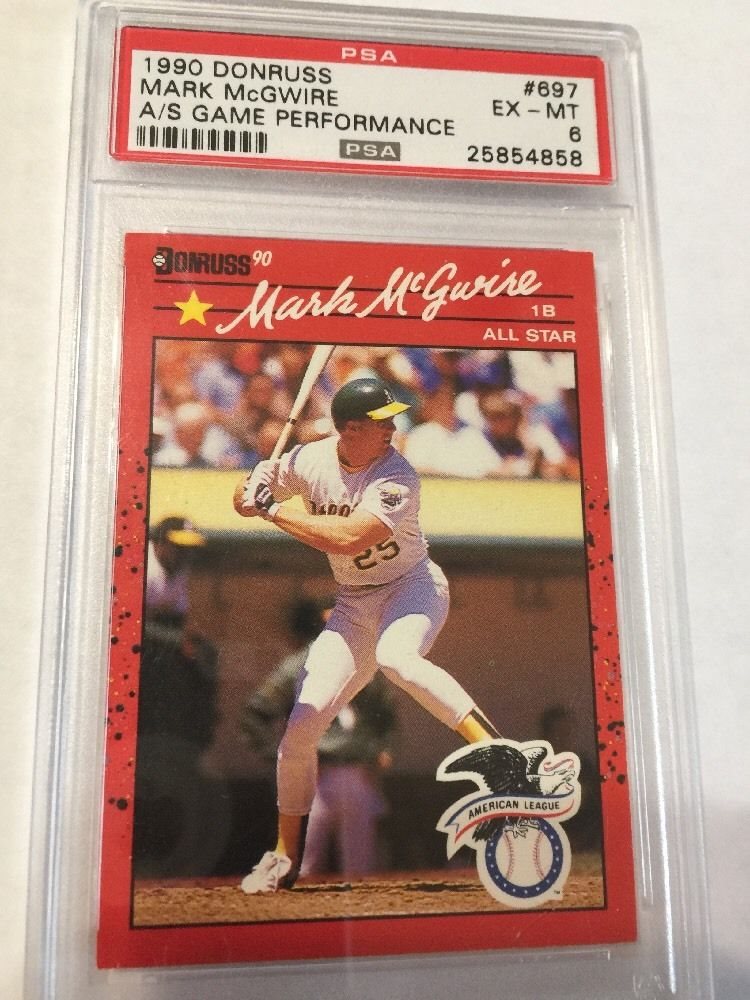 PSA
1990 DONRUSS #697
MARK McGWIRE EX - MT
A/S GAME PERFORMANCE 6
PSA 25854858
DONRUSS 90
Mark McGwire
1B
ALL STAR
25
AMERICAN LEAGUE
TM